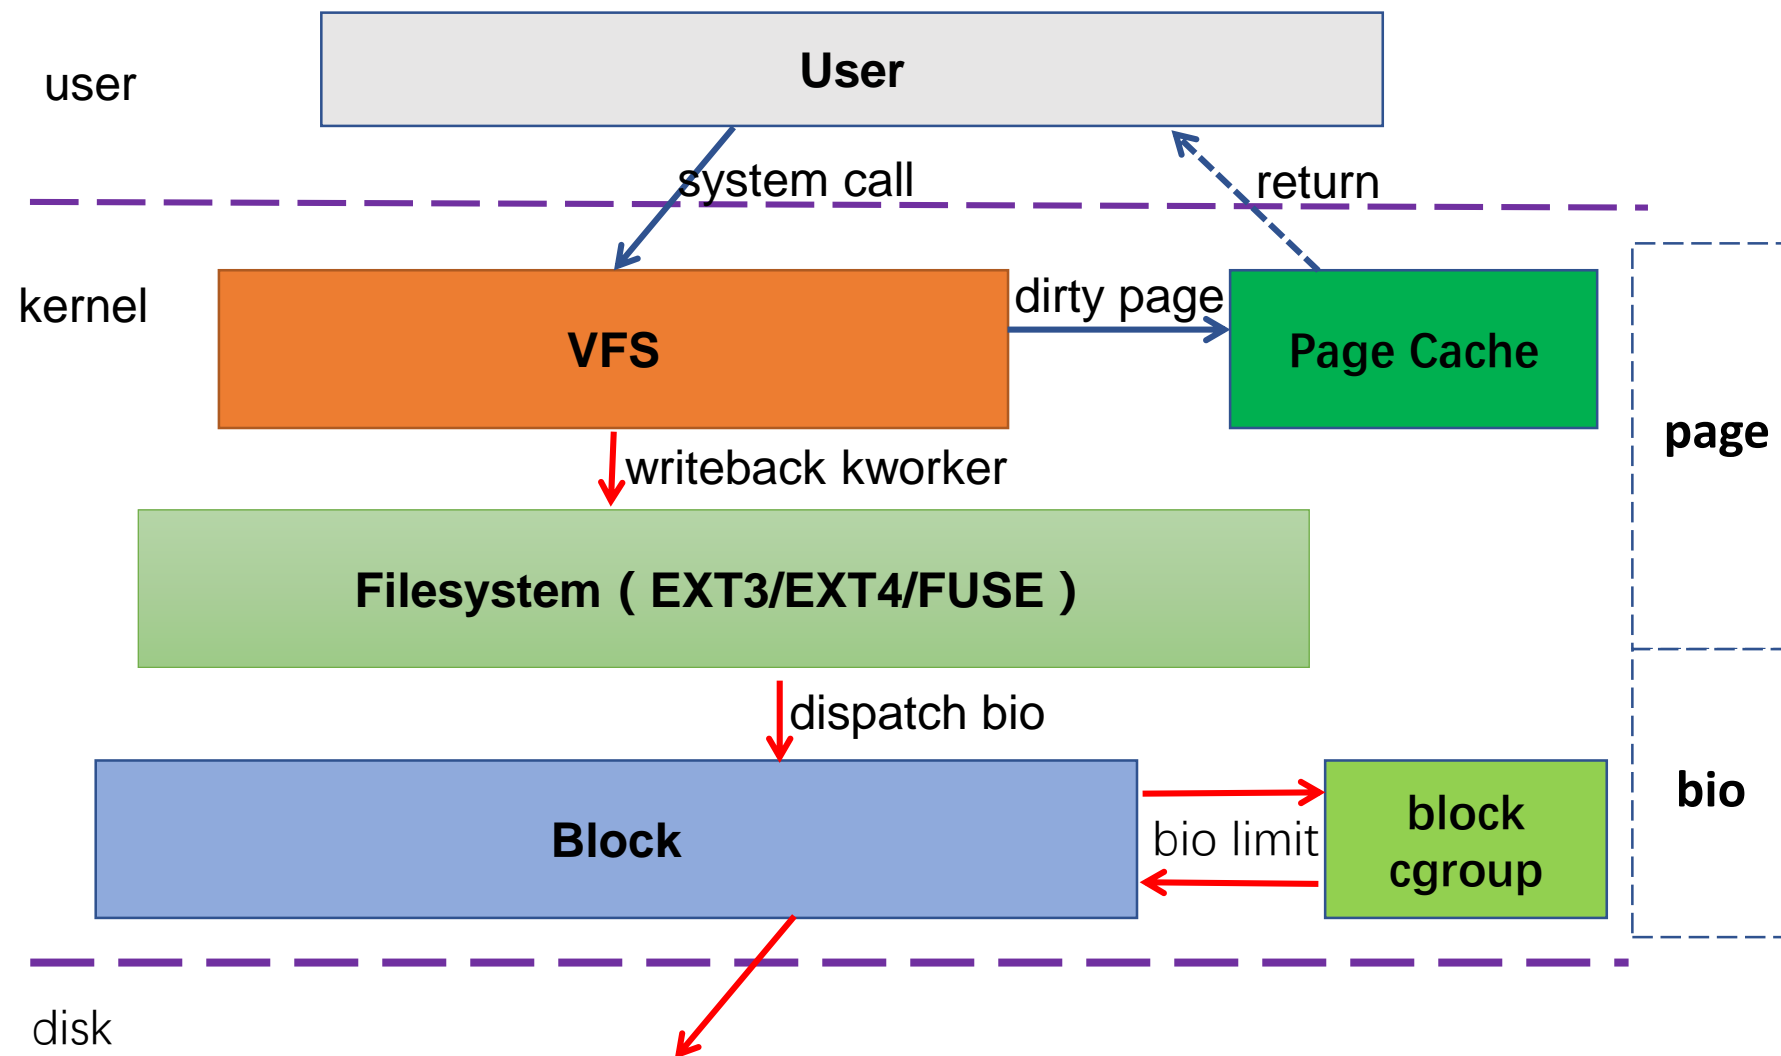 User
user
system call
return
kernel
dirty page
VFS
Page Cache
page
writeback kworker
Filesystem ( EXT3/EXT4/FUSE )
dispatch bio
bio
block
cgroup
Block
bio limit
disk